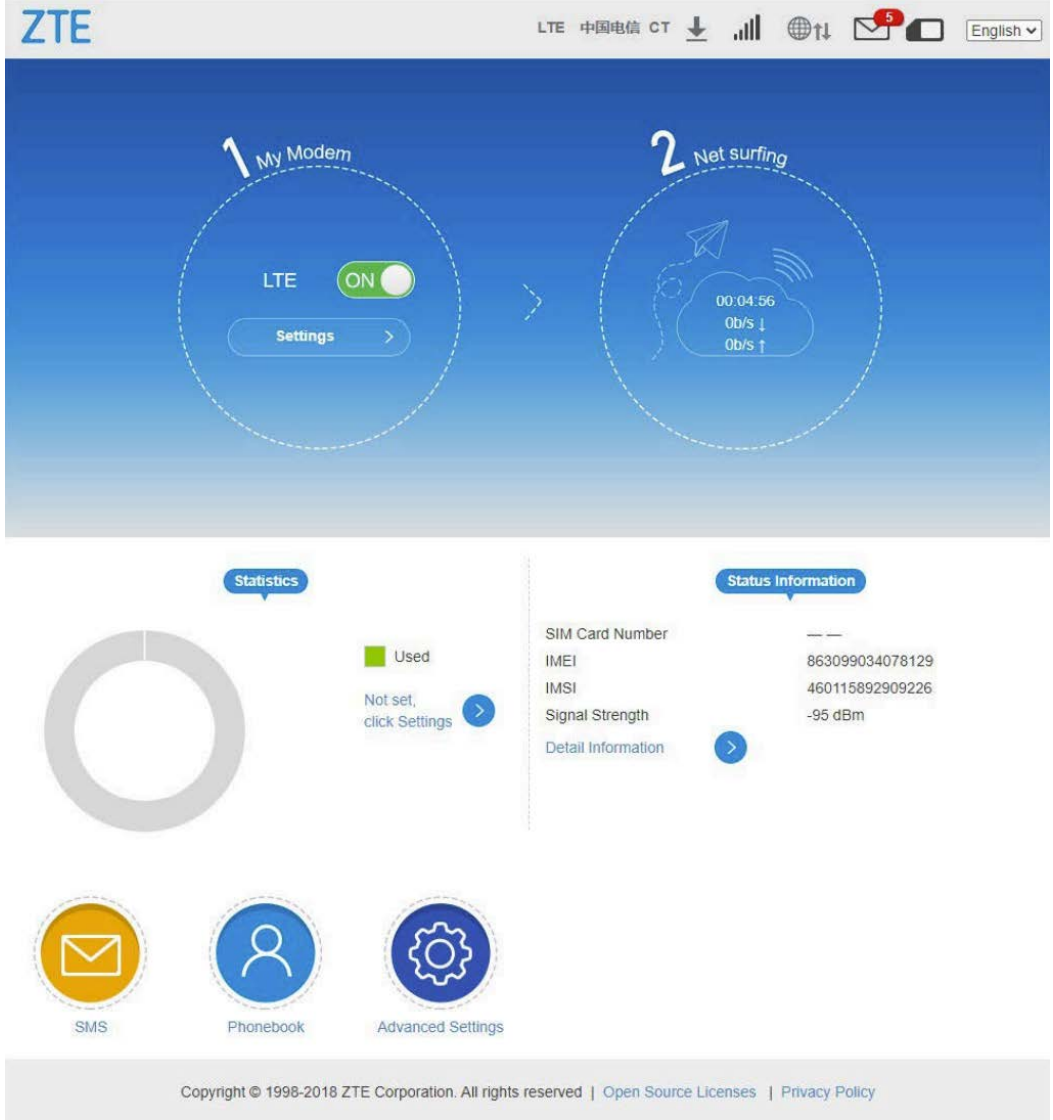 ZTE
LTE 中国电信 CT
5
English
1 My Modem
LTE ON
Settings
2 Net surfing
00:04:56
0b/s ↓
0b/s ↑
Statistics
Used
Not set,
click Settings
Status Information
SIM Card Number — —
IMEI 863099034078129
IMSI 460115892909226
Signal Strength -95 dBm
Detail Information
SMS
Phonebook
Advanced Settings
Copyright © 1998-2018 ZTE Corporation. All rights reserved | Open Source Licenses | Privacy Policy